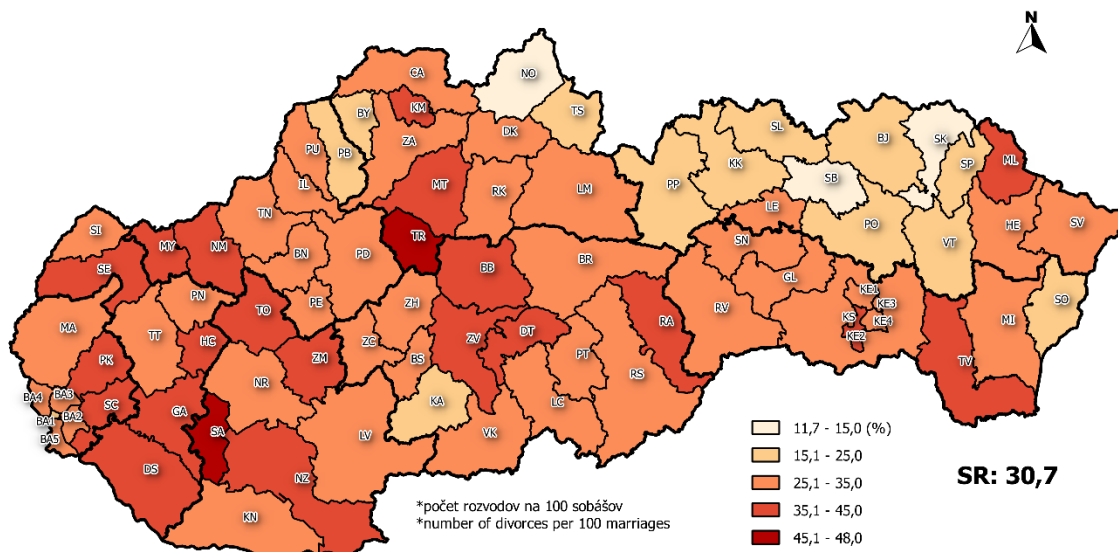 N
NO
CA
KM
TS
BY
DK
SL
BJ
SK
PU
PB
ZA
SP
ML
KK
IL
MT
RK
LM
PP
SB
LE
PO
HE
SV
TN
SI
TR
SN
VT
MY
NM
BN
PD
BB
BR
SE
GL
PN
PE
ZH
KE1
SO
TO
RV
KE3
MA
TT
HC
ZC
ZV
DT
RA
KS
KE4
MI
KE2
PK
ZM
BS
PT
TV
NR
RS
BA4
BA3
SC
GA
KA
LC
BA1
BA2
SA
LV
VK
BA5
DS
NZ
KN
11,7 - 15,0 (%)
15,1 - 25,0
25,1 - 35,0
35,1 - 45,0
45,1 - 48,0
SR: 30,7
*počet rozvodov na 100 sobášov
*number of divorces per 100 marriages